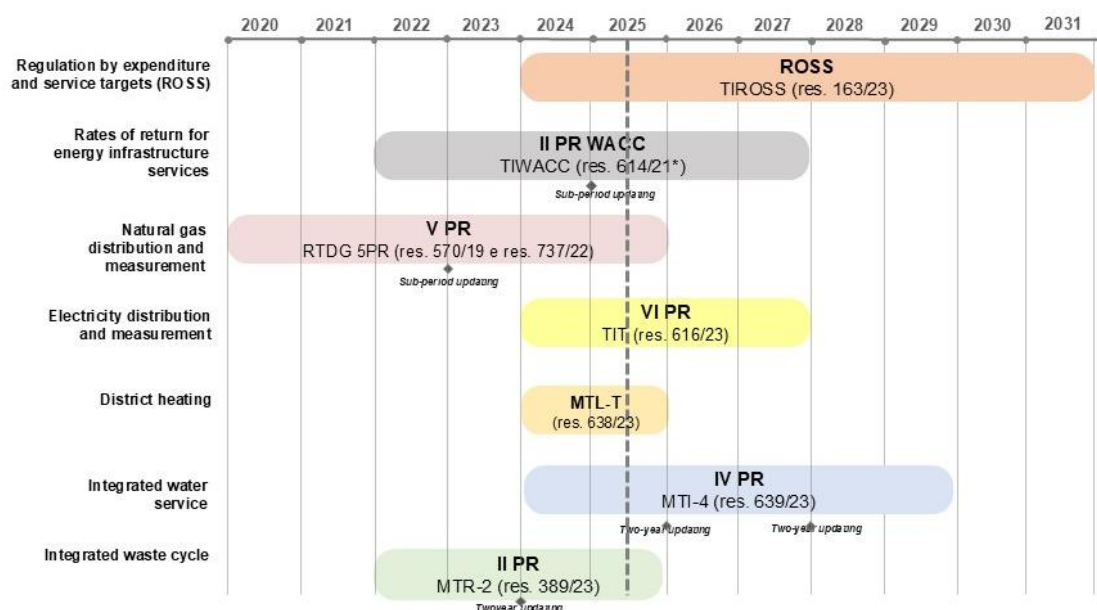 2020 2021 2022 2023 2024 2025 2026 2027 2028 2029 2030 2031
Regulation by expenditure
and service targets (ROSS)
ROSS
TIROSS (res. 163/23)
Rates of return for
energy infrastructure
services
II PR WACC
TIWACC (res. 614/21*)
Sub-period updating
Natural gas
distribution and
measurement
V PR
RTDG 5PR (res. 570/19 e res. 737/22)
Sub-period updating
Electricity distribution
and measurement
VI PR
TIT (res. 616/23)
District heating
MTL-T
(res. 638/23)
Integrated water
service
IV PR
MTI-4 (res. 639/23)
Two-year updating
Two-year updating
Integrated waste cycle
II PR
MTR-2 (res. 389/23)
Twoyear updating